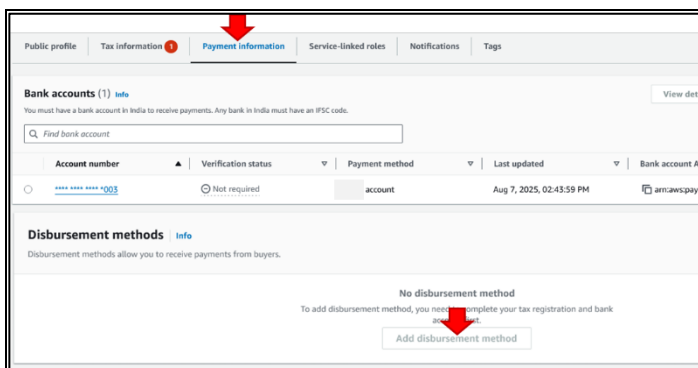 Public profile Tax information 1 Payment information Service-linked roles Notifications Tags
Bank accounts (1) Info
View det
You must have a bank account in India to receive payments. Any bank in India must have an IFSC code.
Find bank account
Account number Verification status Payment method Last updated Bank account A
**** **** **** *003 Not required account Aug 7, 2025, 02:43:59 PM arn:aws:pay
Disbursement methods Info
Disbursement methods allow you to receive payments from buyers.
No disbursement method
To add disbursement method, you need complete your tax registration and bank
Add disbursement method